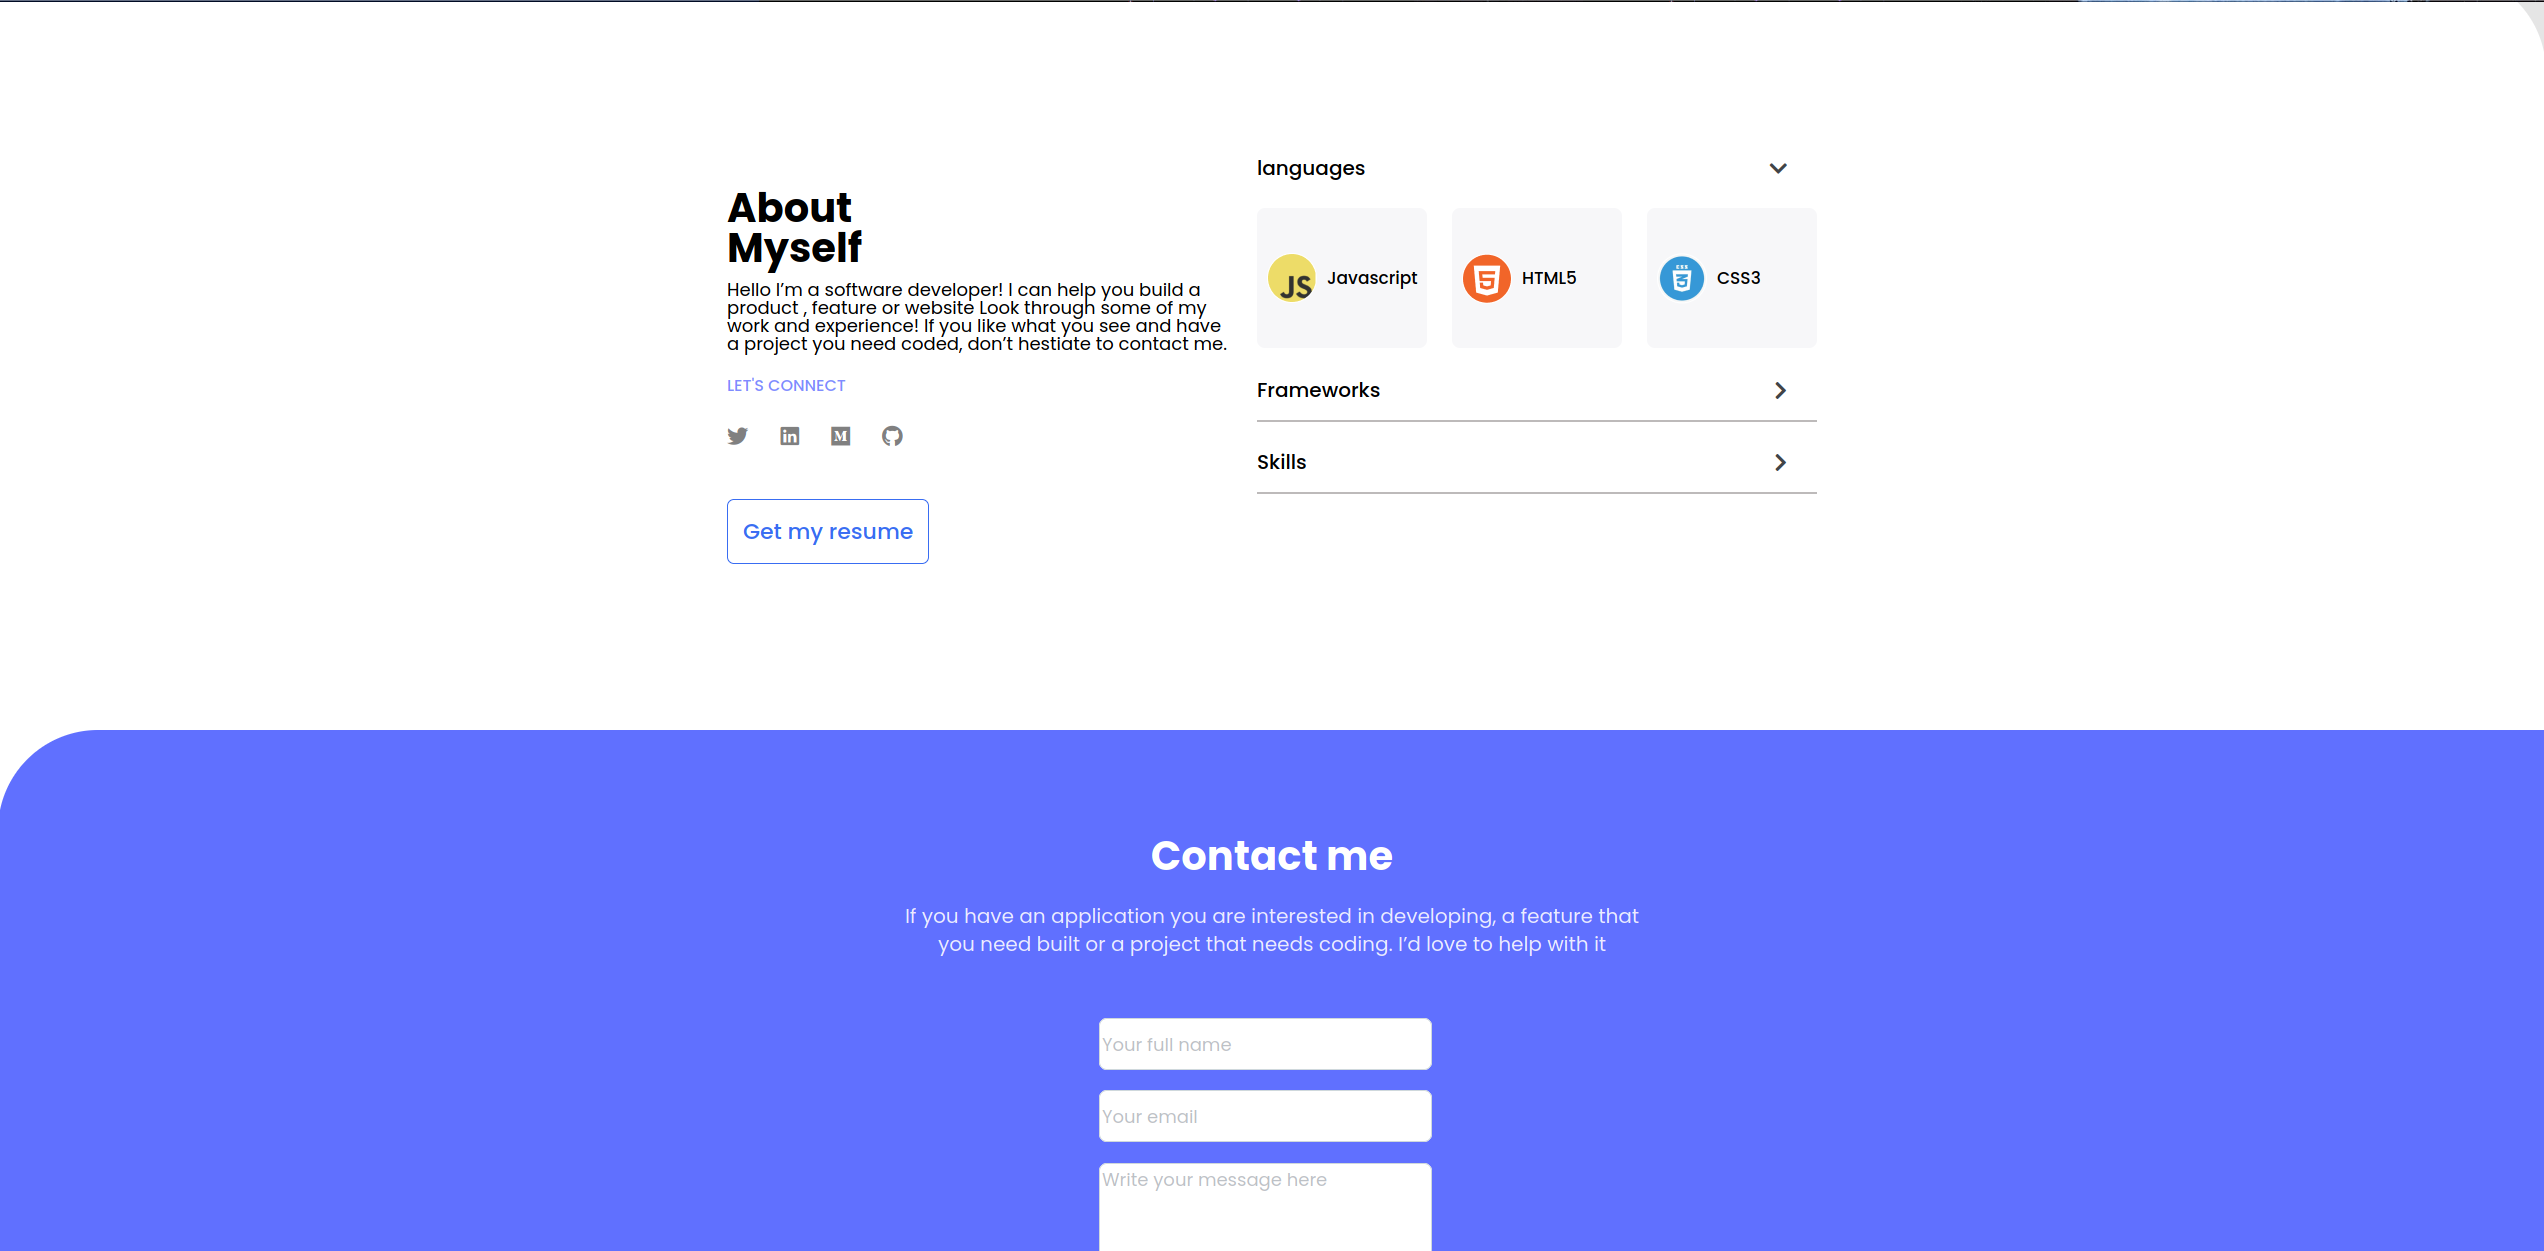 About
Myself
Hello I’m a software developer! I can help you build a
product , feature or website Look through some of my
work and experience! If you like what you see and have
a project you need coded, don’t hestiate to contact me.
LET'S CONNECT
in
M
Get my resume
languages
JS
Javascript
5
HTML5
CSS
3
CSS3
Frameworks
Skills
Contact me
If you have an application you are interested in developing, a feature that
you need built or a project that needs coding. I’d love to help with it
Your full name
Your email
Write your message here